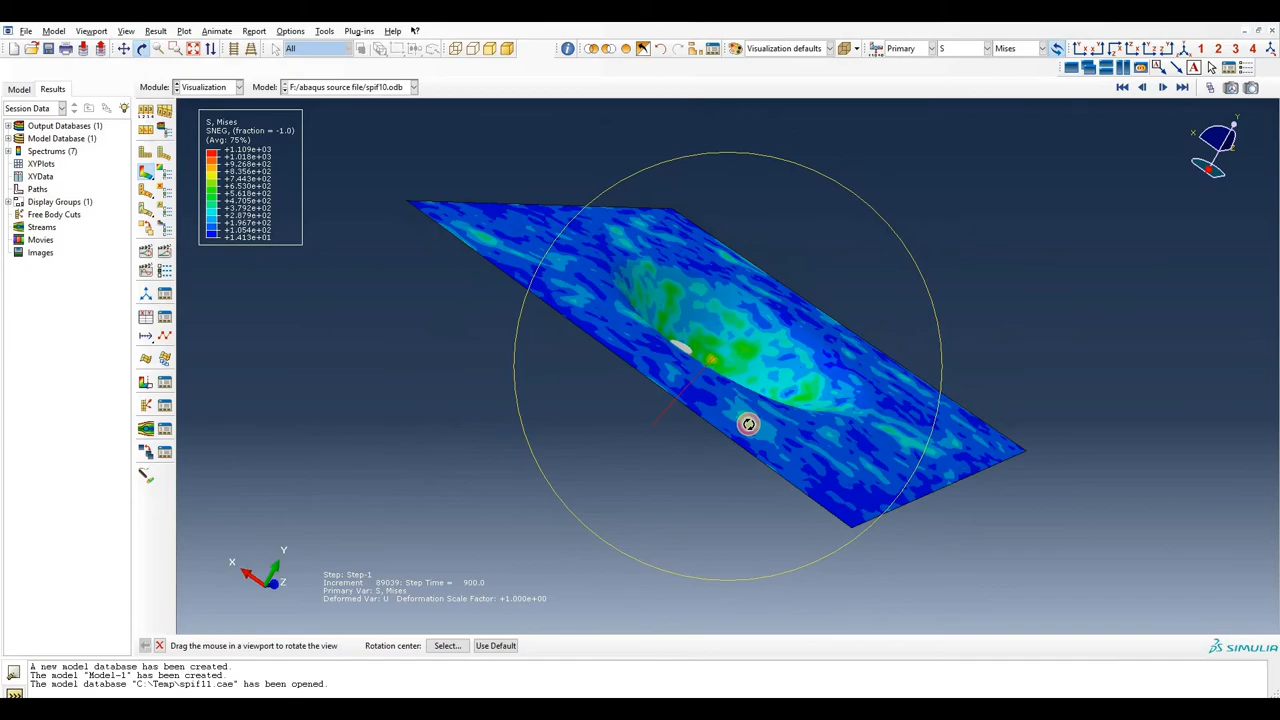 File Model Viewport View Result Plot Animate Report Options Tools Plug-ins Help
All Visualization defaults Primary S Mises 1 2 3 4
Model Results Module: Visualization Model: F:/abaqus source file/spif10.odb
Session Data
Output Databases (1)
Model Database (1)
Spectrums (7)
XYPlots
XYData
Paths
Display Groups (1)
Free Body Cuts
Streams
Movies
Images
S, Mises
SNEG, (fraction = -1.0)
(Avg: 75%)
+1.109e+03
+1.018e+03
+9.268e+02
+8.356e+02
+7.443e+02
+6.530e+02
+5.618e+02
+4.705e+02
+3.792e+02
+2.879e+02
+1.967e+02
+1.054e+02
+1.413e+01
Y
X
Z
Y
X
Z
Step: Step-1
Increment 89039: Step Time = 900.0
Primary Var: S, Mises
Deformed Var: U Deformation Scale Factor: +1.000e+00
Drag the mouse in a viewport to rotate the view Rotation center: Select... Use Default
SIMULIA
A new model database has been created.
The model "Model-1" has been created.
The model database "C:\Temp\spif11.cae" has been opened.
>>>